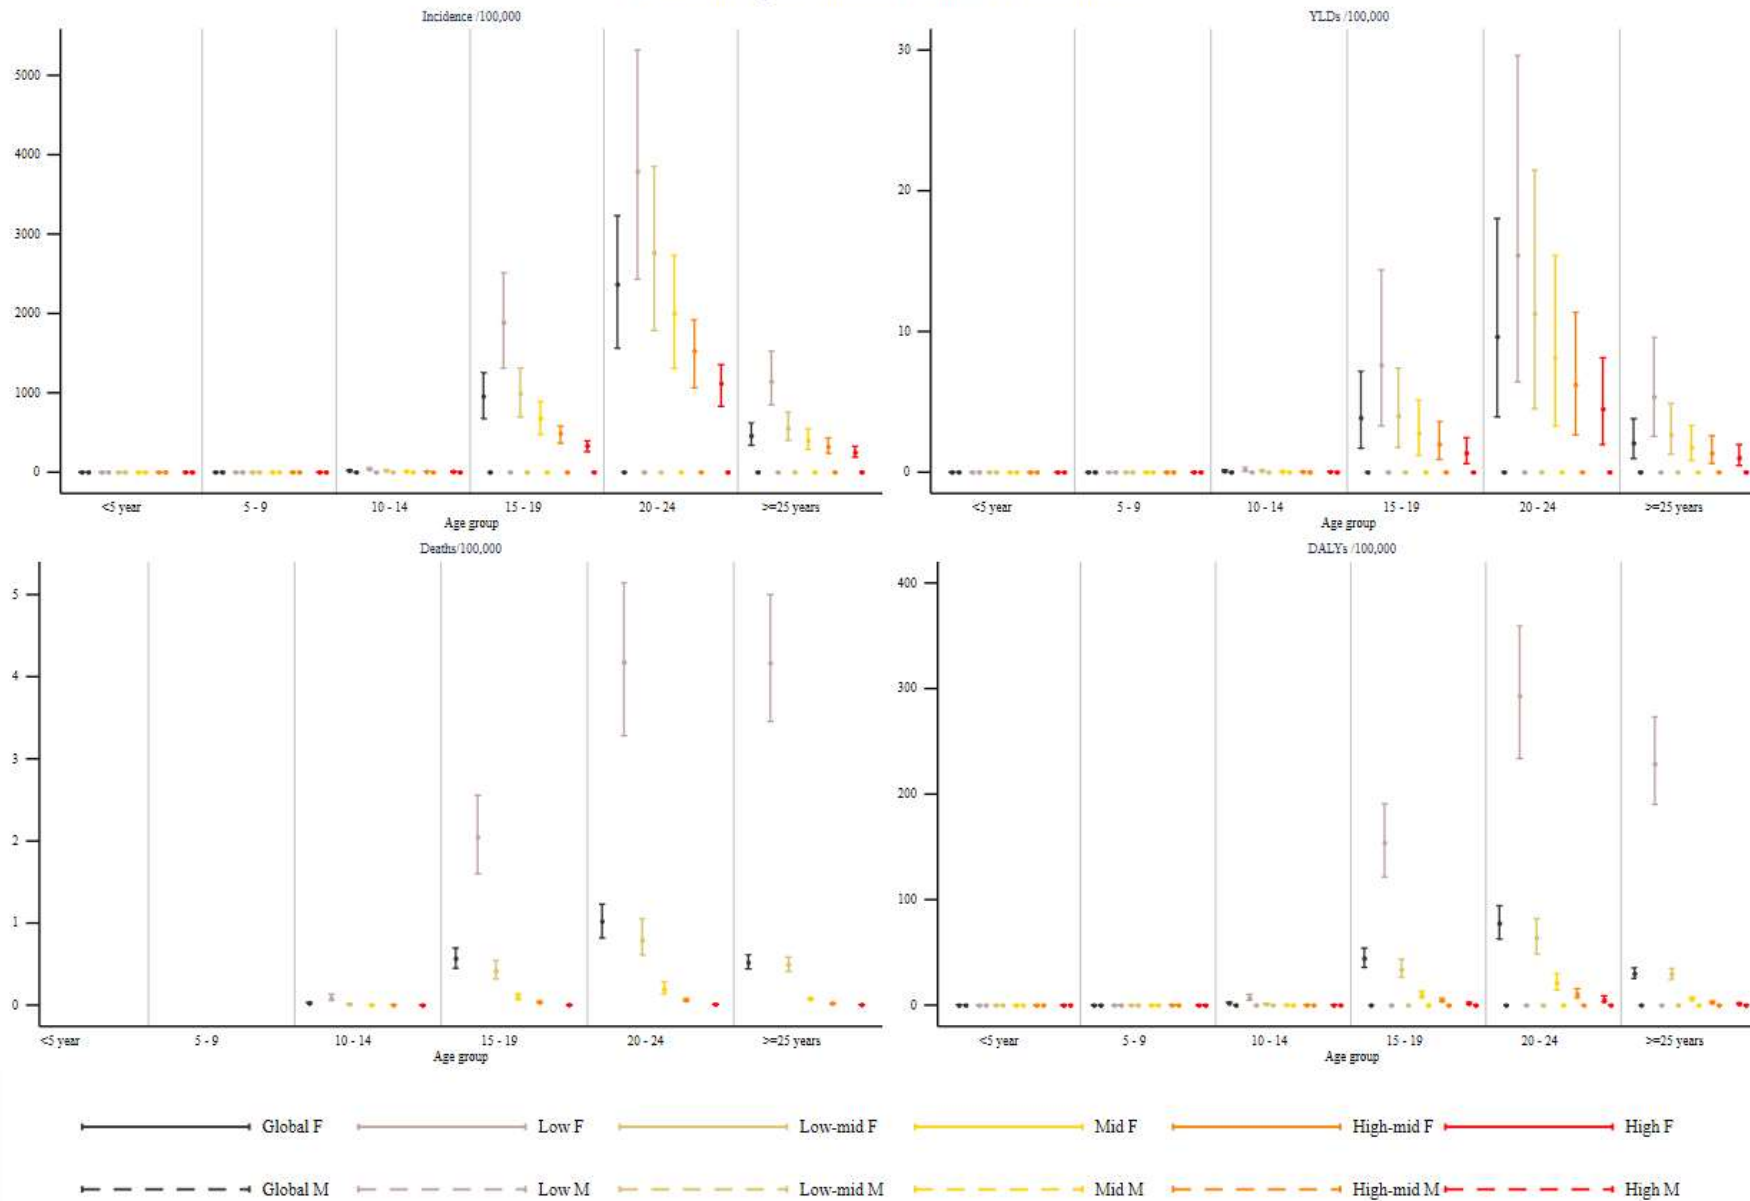 Incidence /100,000
5000
4000
3000
2000
1000
0
<5 year 5 - 9 10 - 14 15 - 19 20 - 24 >=25 years
Age group
YLDs /100,000
30
20
10
0
<5 year 5 - 9 10 - 14 15 - 19 20 - 24 >=25 years
Age group
Deaths/100,000
5
4
3
2
1
0
<5 year 5 - 9 10 - 14 15 - 19 20 - 24 >=25 years
Age group
DALYs /100,000
400
300
200
100
0
<5 year 5 - 9 10 - 14 15 - 19 20 - 24 >=25 years
Age group
Global F Low F Low-mid F Mid F High-mid F High F
Global M Low M Low-mid M Mid M High-mid M High M